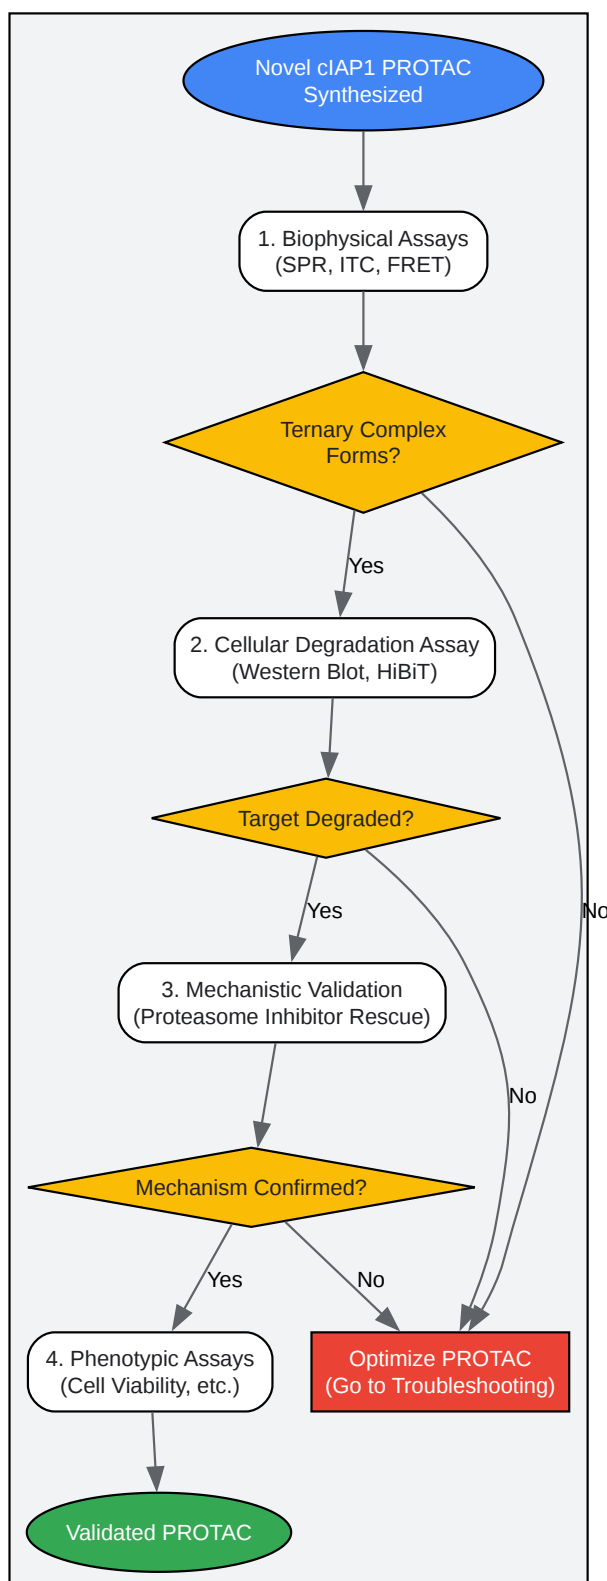 Novel cIAP1 PROTAC
Synthesized
1. Biophysical Assays
(SPR, ITC, FRET)
Ternary Complex
Forms?
Yes
2. Cellular Degradation Assay
(Western Blot, HiBiT)
Target Degraded?
No
Yes
3. Mechanistic Validation
(Proteasome Inhibitor Rescue)
No
Mechanism Confirmed?
Yes
No
4. Phenotypic Assays
(Cell Viability, etc.)
Optimize PROTAC
(Go to Troubleshooting)
Validated PROTAC